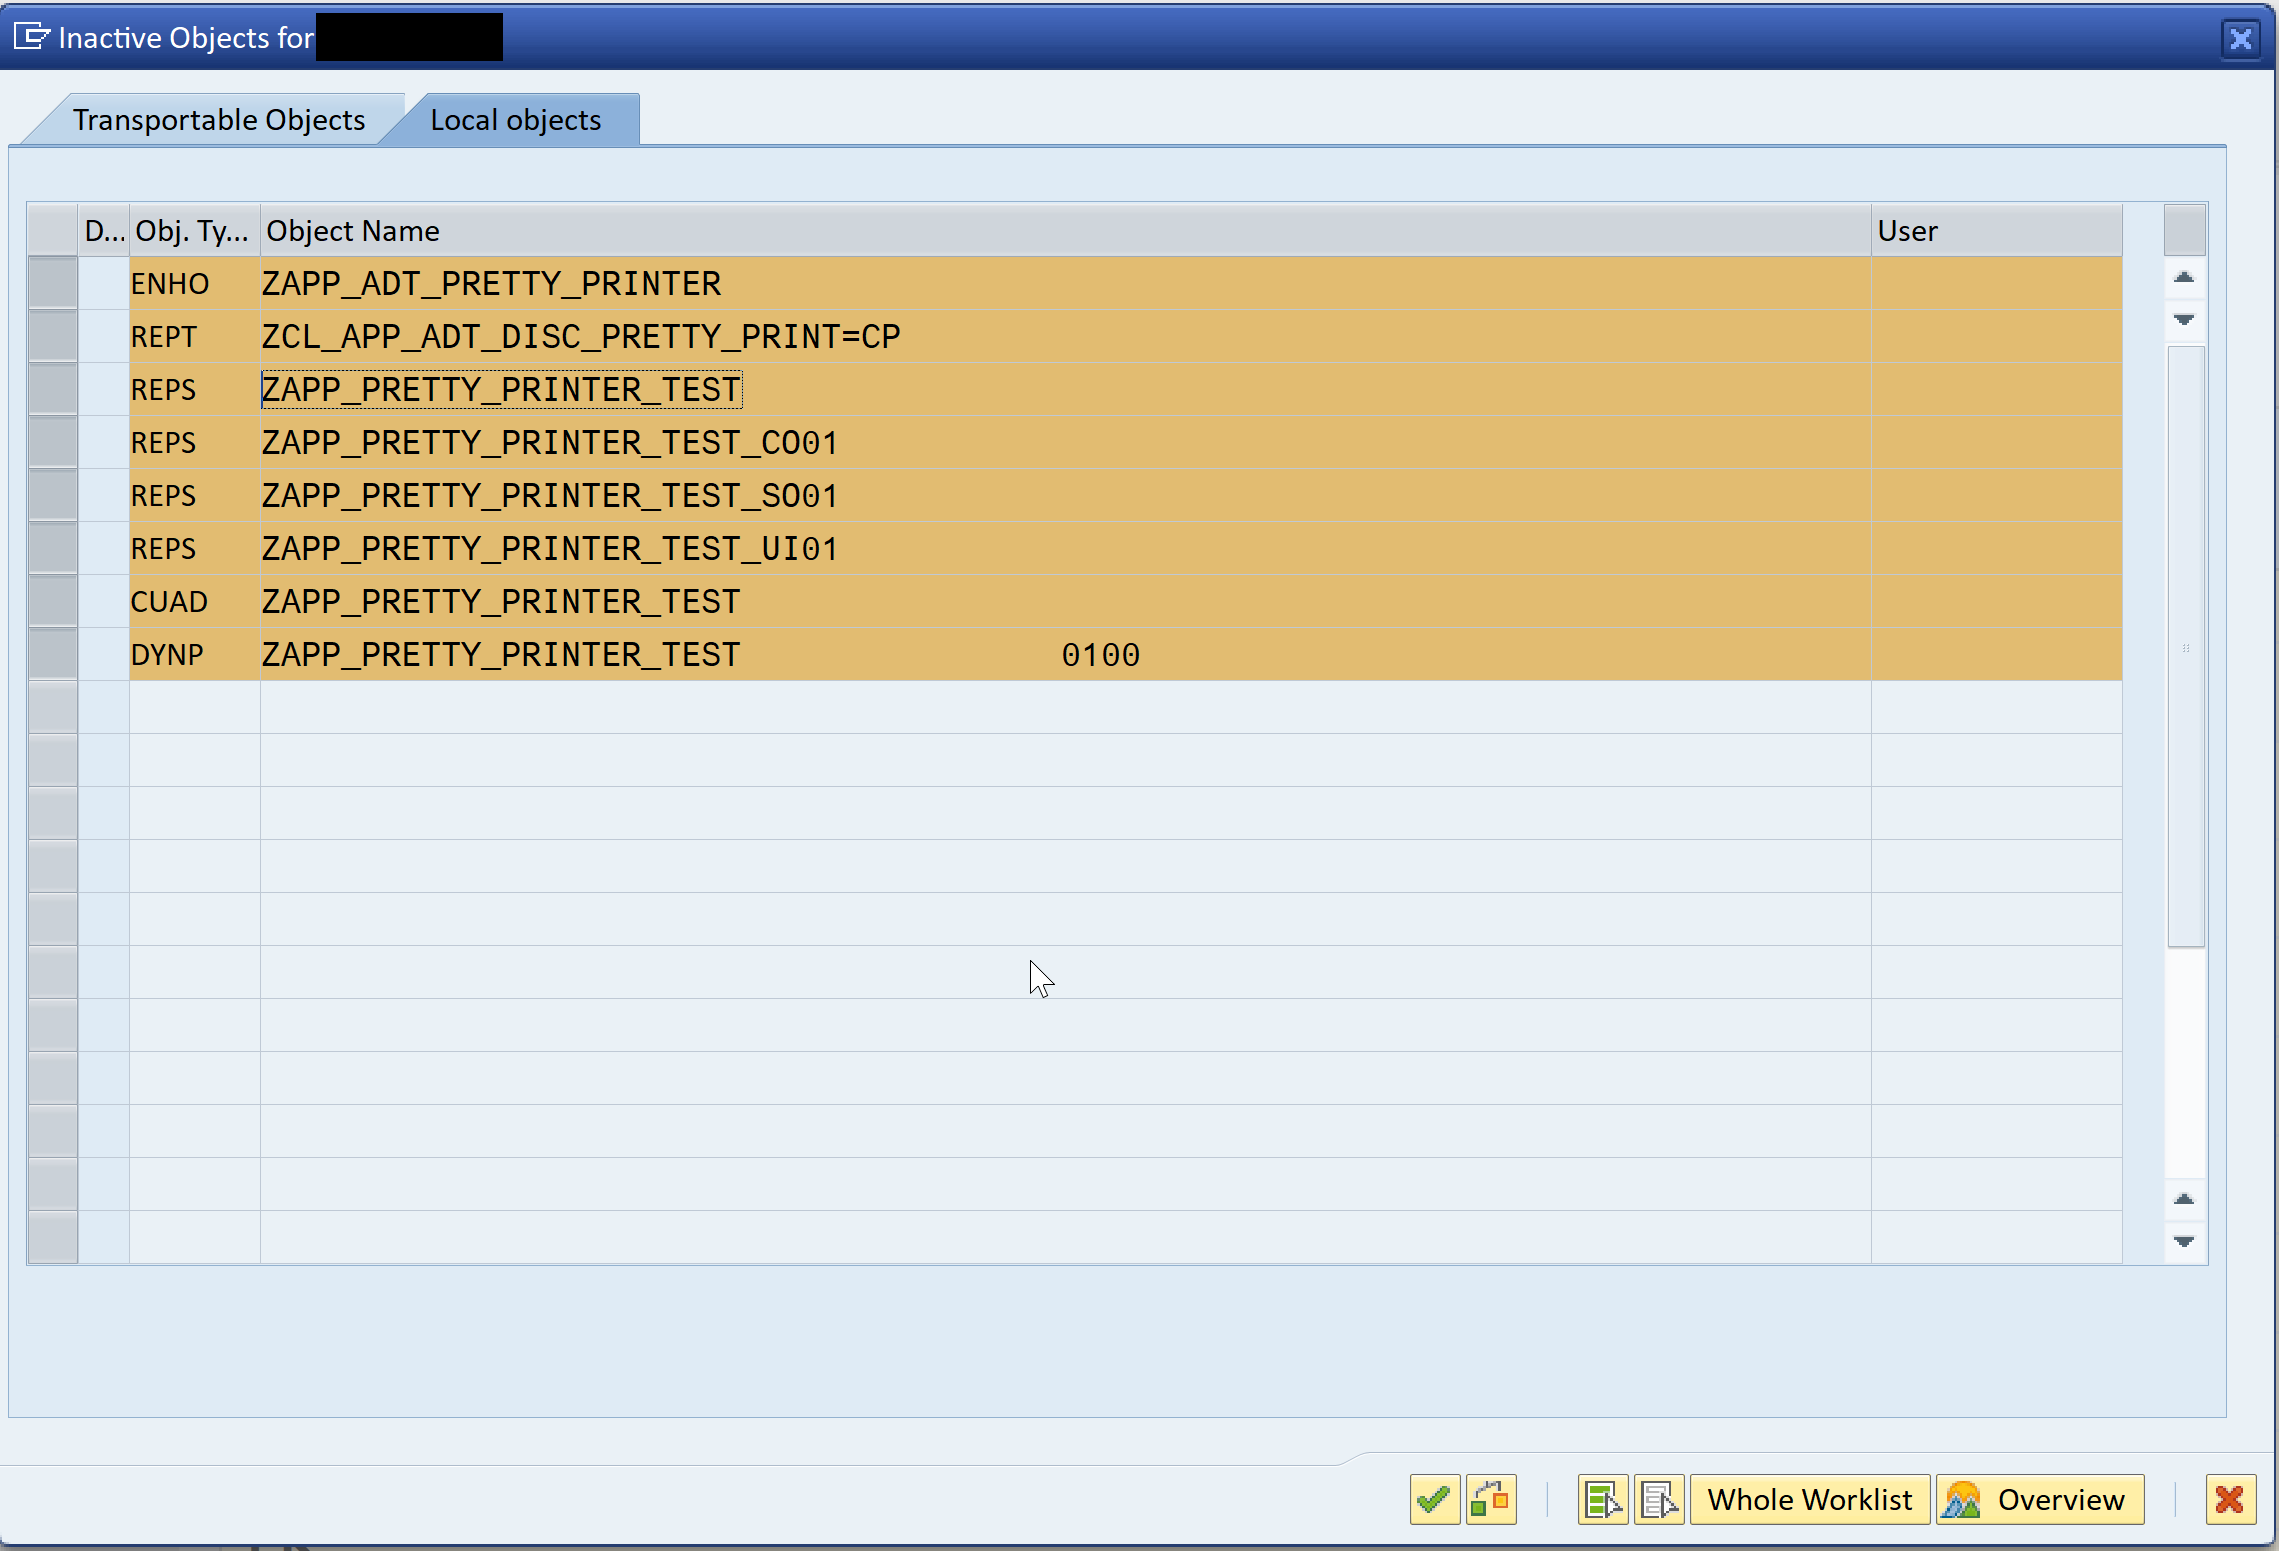 Inactive Objects for
Transportable Objects Local objects
D... Obj. Ty... Object Name User
ENHO ZAPP_ADT_PRETTY_PRINTER
REPT ZCL_APP_ADT_DISC_PRETTY_PRINT=CP
REPS ZAPP_PRETTY_PRINTER_TEST
REPS ZAPP_PRETTY_PRINTER_TEST_CO01
REPS ZAPP_PRETTY_PRINTER_TEST_SO01
REPS ZAPP_PRETTY_PRINTER_TEST_UI01
CUAD ZAPP_PRETTY_PRINTER_TEST
DYNP ZAPP_PRETTY_PRINTER_TEST 0100
Whole Worklist Overview